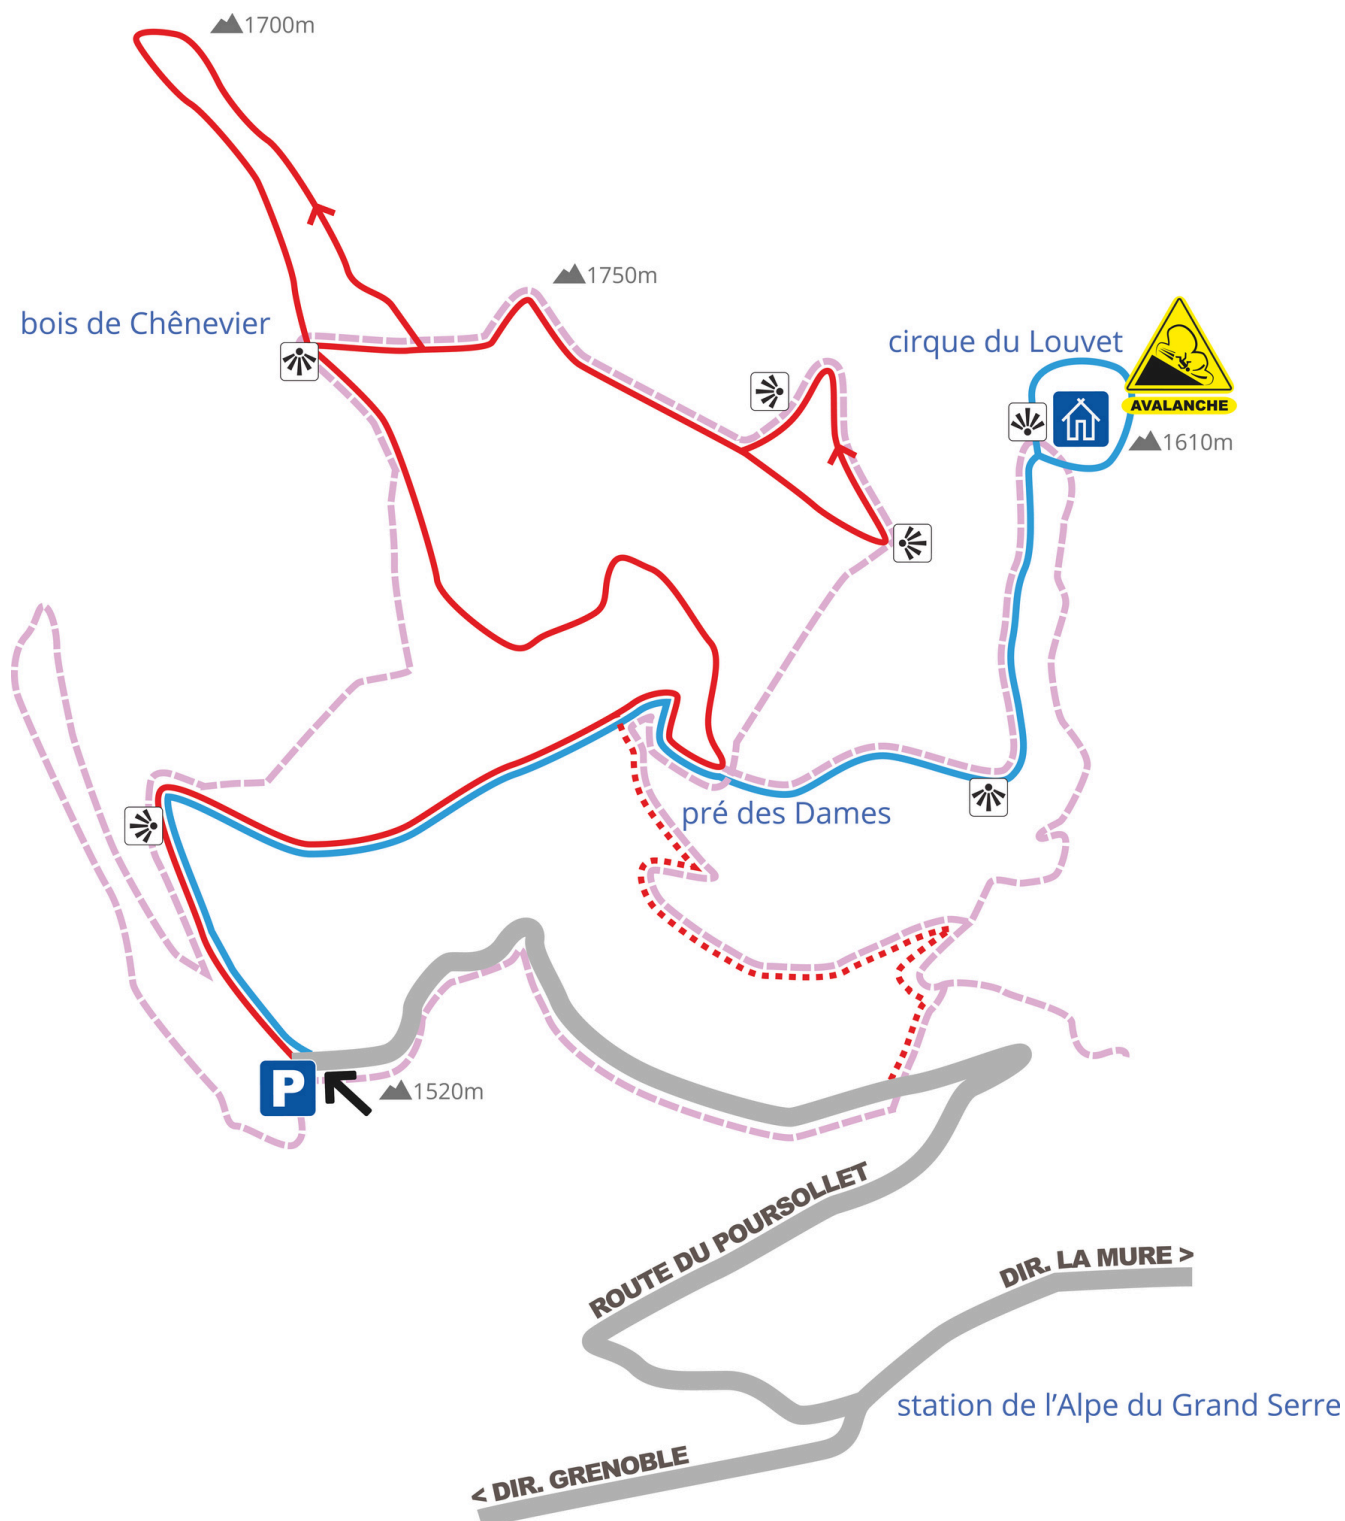 1700m
1750m
bois de Chênevier
cirque du Louvet
AVALANCHE
1610m
pré des Dames
P
1520m
ROUTE DU POURSOLLET
DIR. LA MURE >
station de l’Alpe du Grand Serre
< DIR. GRENOBLE